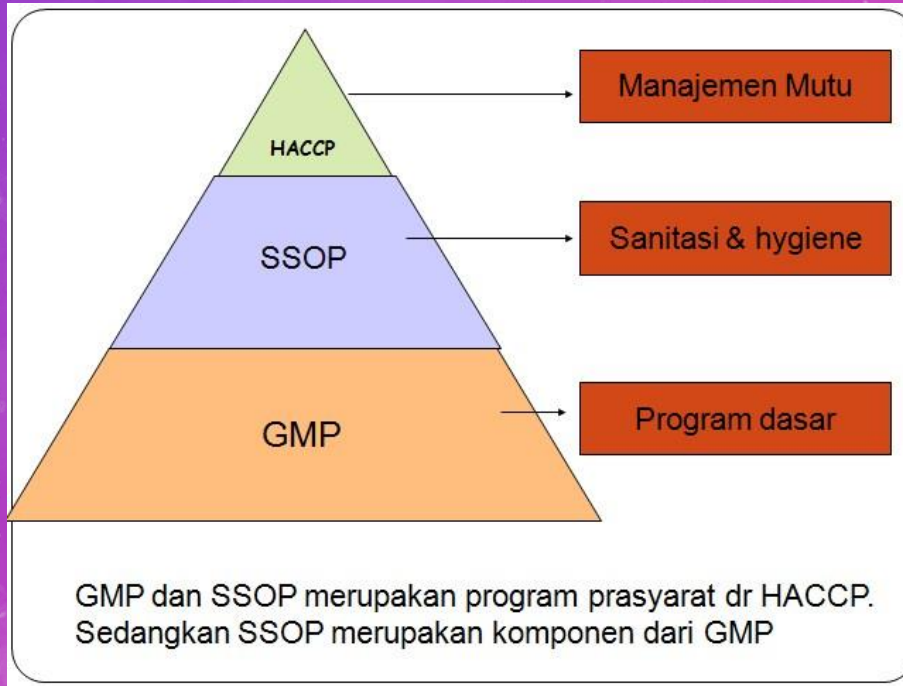 HACCP
Manajemen Mutu
SSOP
Sanitasi & hygiene
GMP
Program dasar
GMP dan SSOP merupakan program prasyarat dr HACCP.
Sedangkan SSOP merupakan komponen dari GMP